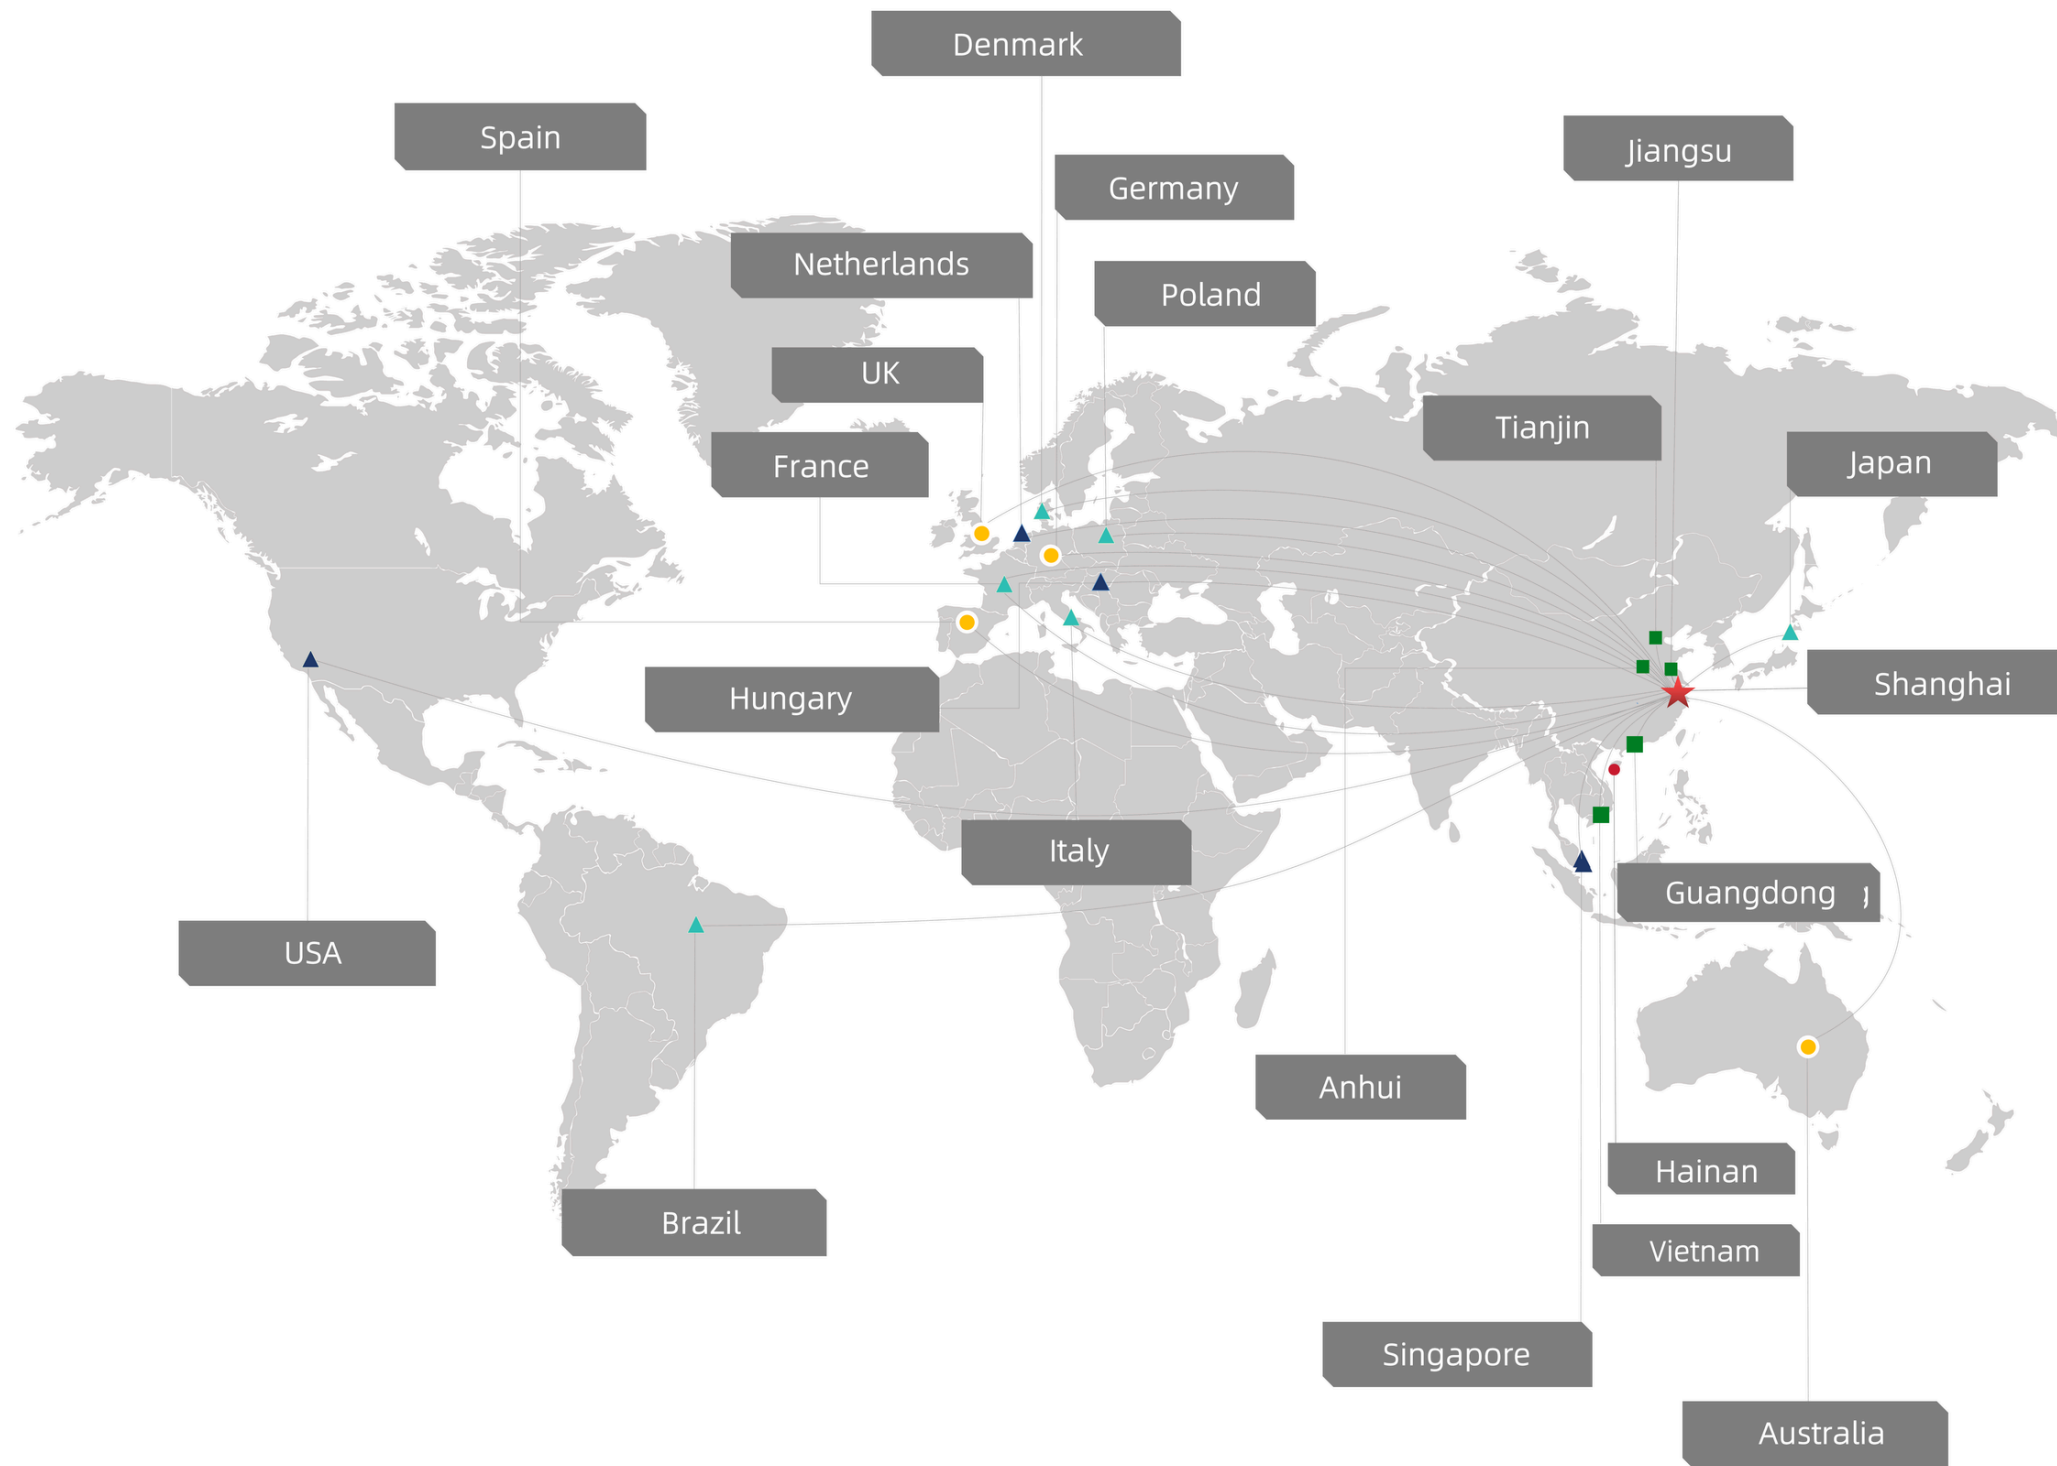 Denmark
Spain
Jiangsu
Germany
Netherlands
Poland
UK
Tianjin
Japan
France
Shanghai
Hungary
Italy
Guangdong
USA
Anhui
Hainan
Brazil
Vietnam
Singapore
Australia